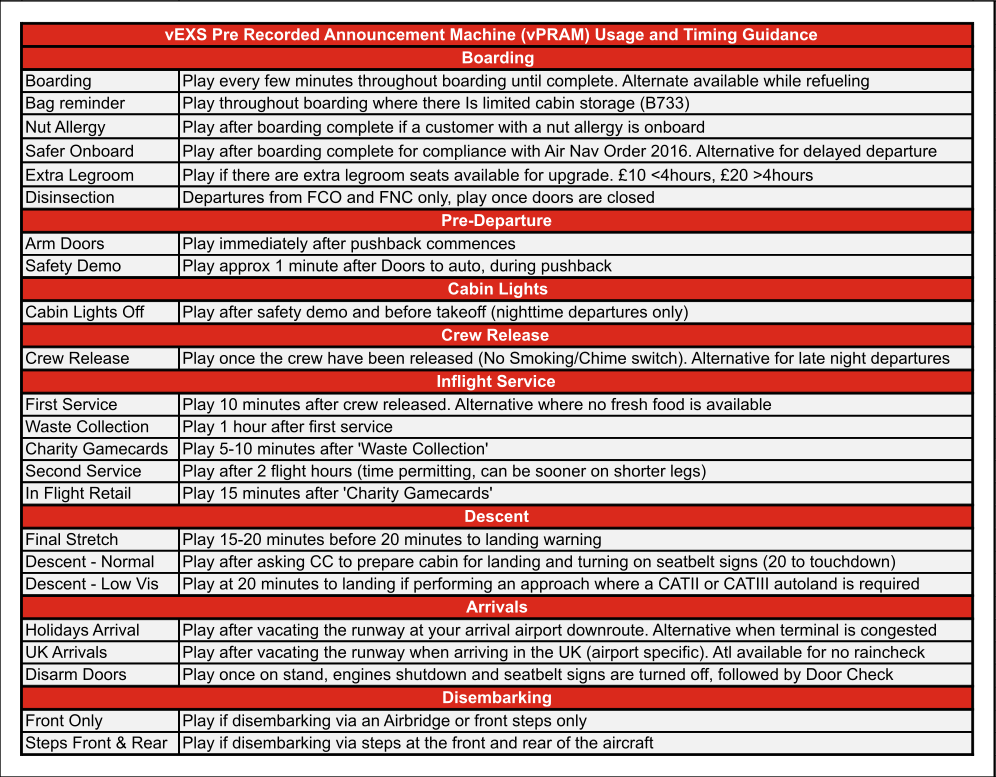 vEXS Pre Recorded Announcement Machine (vPRAM) Usage and Timing Guidance
Boarding
Boarding Play every few minutes throughout boarding until complete. Alternate available while refueling
Bag reminder Play throughout boarding where there Is limited cabin storage (B733)
Nut Allergy Play after boarding complete if a customer with a nut allergy is onboard
Safer Onboard Play after boarding complete for compliance with Air Nav Order 2016. Alternative for delayed departure
Extra Legroom Play if there are extra legroom seats available for upgrade. £10 <4hours, £20 >4hours
Disinsection Departures from FCO and FNC only, play once doors are closed
Pre-Departure
Arm Doors Play immediately after pushback commences
Safety Demo Play approx 1 minute after Doors to auto, during pushback
Cabin Lights
Cabin Lights Off Play after safety demo and before takeoff (nighttime departures only)
Crew Release
Crew Release Play once the crew have been released (No Smoking/Chime switch). Alternative for late night departures
Inflight Service
First Service Play 10 minutes after crew released. Alternative where no fresh food is available
Waste Collection Play 1 hour after first service
Charity Gamecards Play 5-10 minutes after 'Waste Collection'
Second Service Play after 2 flight hours (time permitting, can be sooner on shorter legs)
In Flight Retail Play 15 minutes after 'Charity Gamecards'
Descent
Final Stretch Play 15-20 minutes before 20 minutes to landing warning
Descent - Normal Play after asking CC to prepare cabin for landing and turning on seatbelt signs (20 to touchdown)
Descent - Low Vis Play at 20 minutes to landing if performing an approach where a CATII or CATIII autoland is required
Arrivals
Holidays Arrival Play after vacating the runway at your arrival airport downroute. Alternative when terminal is congested
UK Arrivals Play after vacating the runway when arriving in the UK (airport specific). Atl available for no raincheck
Disarm Doors Play once on stand, engines shutdown and seatbelt signs are turned off, followed by Door Check
Disembarking
Front Only Play if disembarking via an Airbridge or front steps only
Steps Front & Rear Play if disembarking via steps at the front and rear of the aircraft